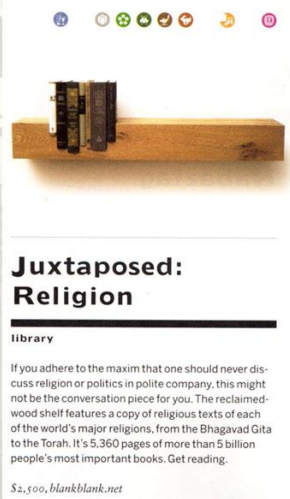 Juxtaposed:
Religion
library
If you adhere to the maxim that one should never dis-
cuss religion or politics in polite company, this might
not be the conversation piece for you. The reclaimed-
wood shelf features a copy of religious texts of each
of the world's major religions, from the Bhagavad Gita
to the Torah. It's 5,360 pages of more than 5 billion
people's most important books. Get reading.
$2,500, blankblank.net